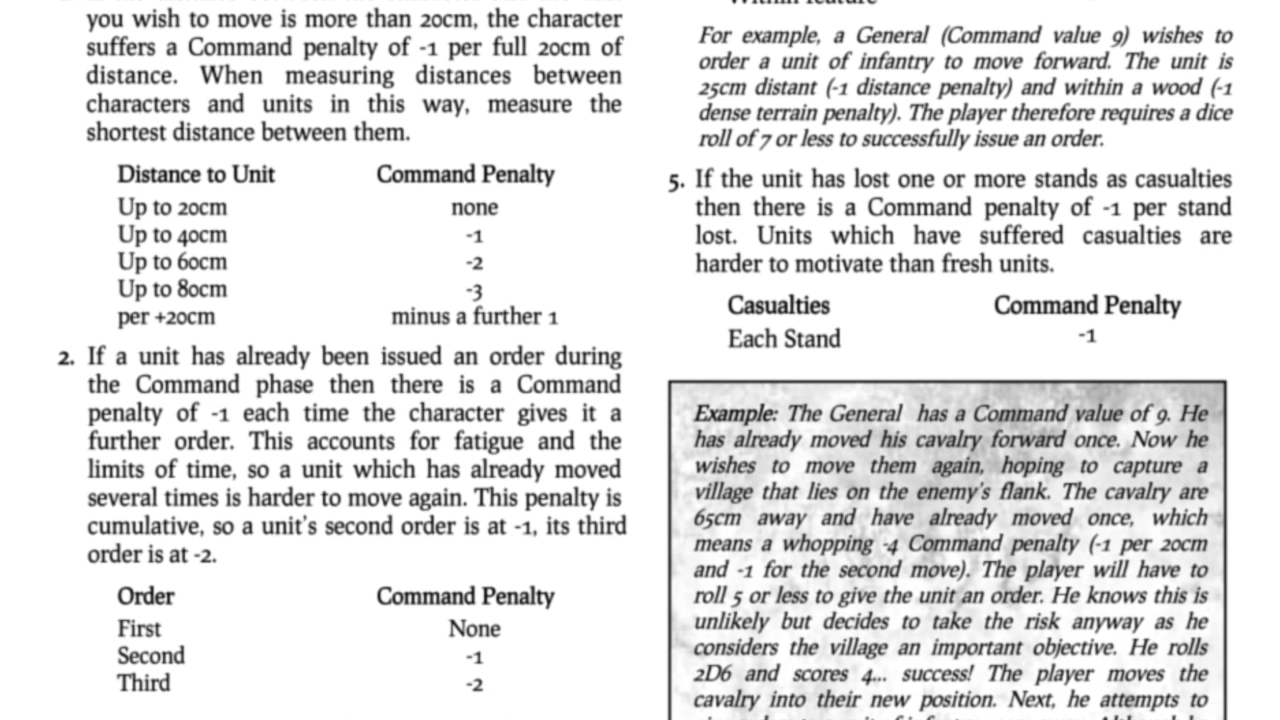 you wish to move is more than 20cm, the character
suffers a Command penalty of -1 per full 20cm of
distance. When measuring distances between
characters and units in this way, measure the
shortest distance between them.
Distance to Unit Command Penalty
Up to 20cm none
Up to 40cm -1
Up to 60cm -2
Up to 80cm -3
per +20cm minus a further 1
2. If a unit has already been issued an order during
the Command phase then there is a Command
penalty of -1 each time the character gives it a
further order. This accounts for fatigue and the
limits of time, so a unit which has already moved
several times is harder to move again. This penalty is
cumulative, so a unit's second order is at -1, its third
order is at -2.
Order Command Penalty
First None
Second -1
Third -2
For example, a General (Command value 9) wishes to
order a unit of infantry to move forward. The unit is
25cm distant (-1 distance penalty) and within a wood (-1
dense terrain penalty). The player therefore requires a dice
roll of 7 or less to successfully issue an order.
5. If the unit has lost one or more stands as casualties
then there is a Command penalty of -1 per stand
lost. Units which have suffered casualties are
harder to motivate than fresh units.
Casualties Command Penalty
Each Stand -1
Example: The General has a Command value of 9. He
has already moved his cavalry forward once. Now he
wishes to move them again, hoping to capture a
village that lies on the enemy's flank. The cavalry are
65cm away and have already moved once, which
means a whopping -4 Command penalty (-1 per 20cm
and -1 for the second move). The player will have to
roll 5 or less to give the unit an order. He knows this is
unlikely but decides to take the risk anyway as he
considers the village an important objective. He rolls
2D6 and scores 4... success! The player moves the
cavalry into their new position. Next, he attempts to